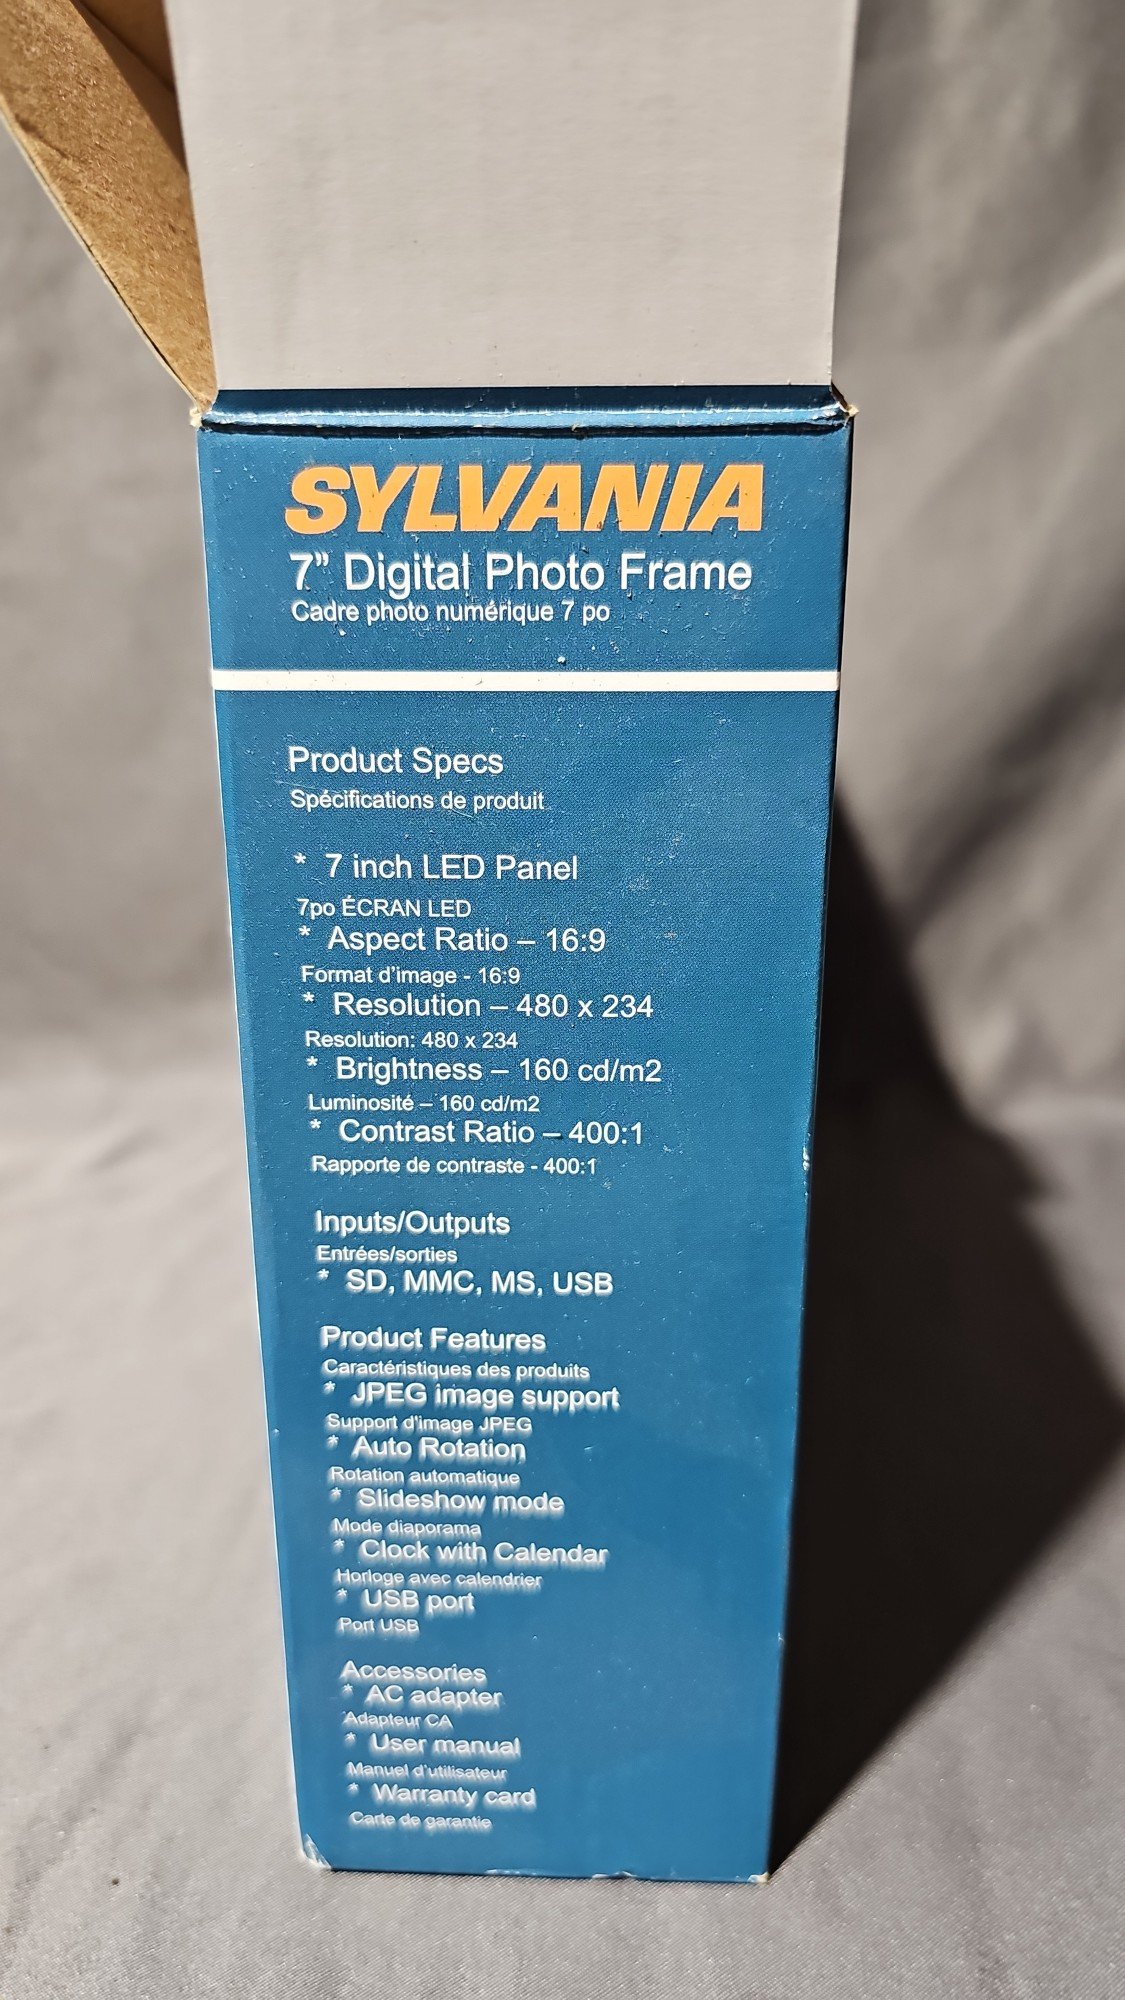 SYLVANIA
7” Digital Photo Frame
Cadre photo numérique 7 po
Product Specs
Spécifications de produit
* 7 inch LED Panel
7po ÉCRAN LED
* Aspect Ratio – 16:9
Format d'image - 16:9
* Resolution – 480 x 234
Resolution: 480 x 234
* Brightness – 160 cd/m2
Luminosité – 160 cd/m2
* Contrast Ratio – 400:1
Rapporte de contraste - 400:1
Inputs/Outputs
Entrées/sorties
* SD, MMC, MS, USB
Product Features
Caractéristiques des produits
* JPEG image support
Support d'image JPEG
* Auto Rotation
Rotation automatique
* Slideshow mode
Mode diaporama
* Clock with Calendar
Horloge avec calendrier
* USB port
Port USB
Accessories
* AC adapter
Adapteur CA
* User manual
Manuel d'utilisateur
* Warranty card
Carte de garantie